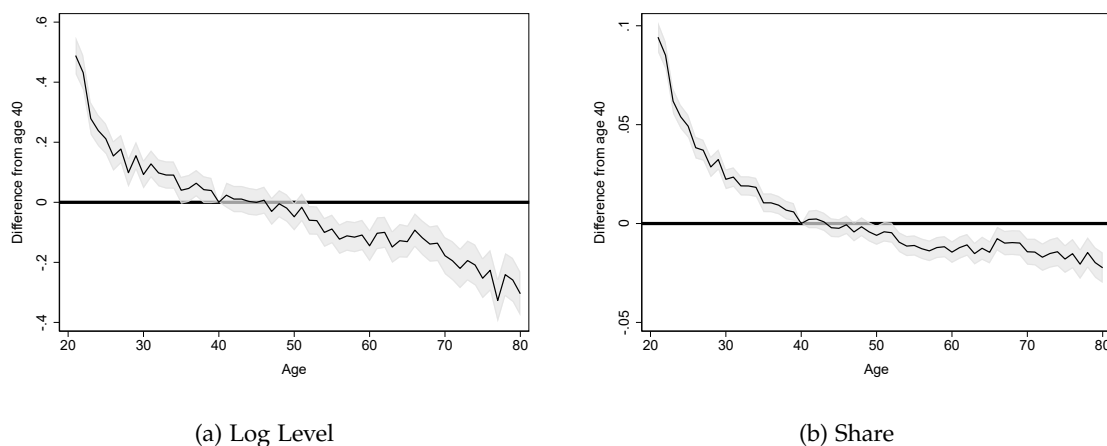 .6
.4
.2
0
-.2
-.4
Difference from age 40
20 30 40 50 60 70 80
Age
(a) Log Level
.1
.05
0
-.05
Difference from age 40
20 30 40 50 60 70 80
Age
(b) Share